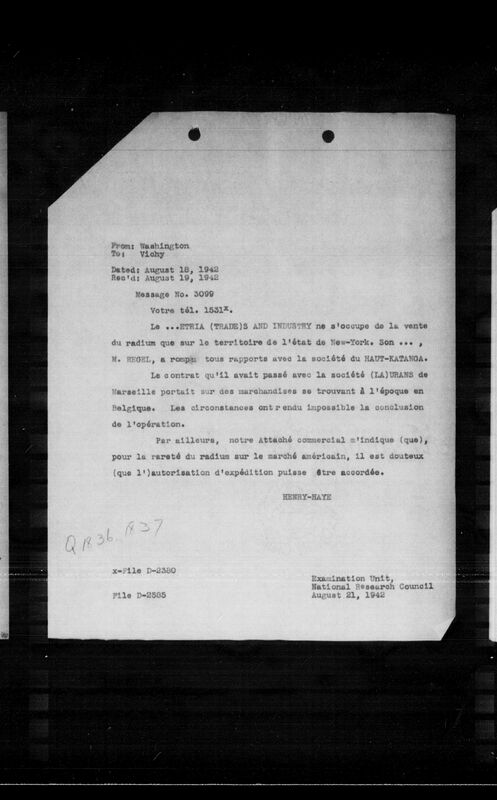 From: Washington
To: Vichy
Dated: August 18, 1942
Rec'd: August 19, 1942
Message No. 3099
Votre tél. 1531x.
Le ...ETRIA (TRADE)S AND INDUSTRY ne s'occupe de la vente
du radium que sur le territoire de l'état de New-York. Son ... ,
M. REGEL, a rompu tous rapports avec la société du HAUT-KATANGA.
Le contrat qu'il avait passé avec la société (LA)URANS de
Marseille portait sur des marchandises se trouvant à l'époque en
Belgique. Les circonstances ont rendu impossible la conclusion
de l'opération.
Par ailleurs, notre Attaché commercial m'indique (que),
pour la rareté du radium sur le marché américain, il est douteux
(que l')autorisation d'expédition puisse être accordée.
HENRY-HAYE
x-File D-2380
File D-2585
Examination Unit,
National Research Council
August 21, 1942